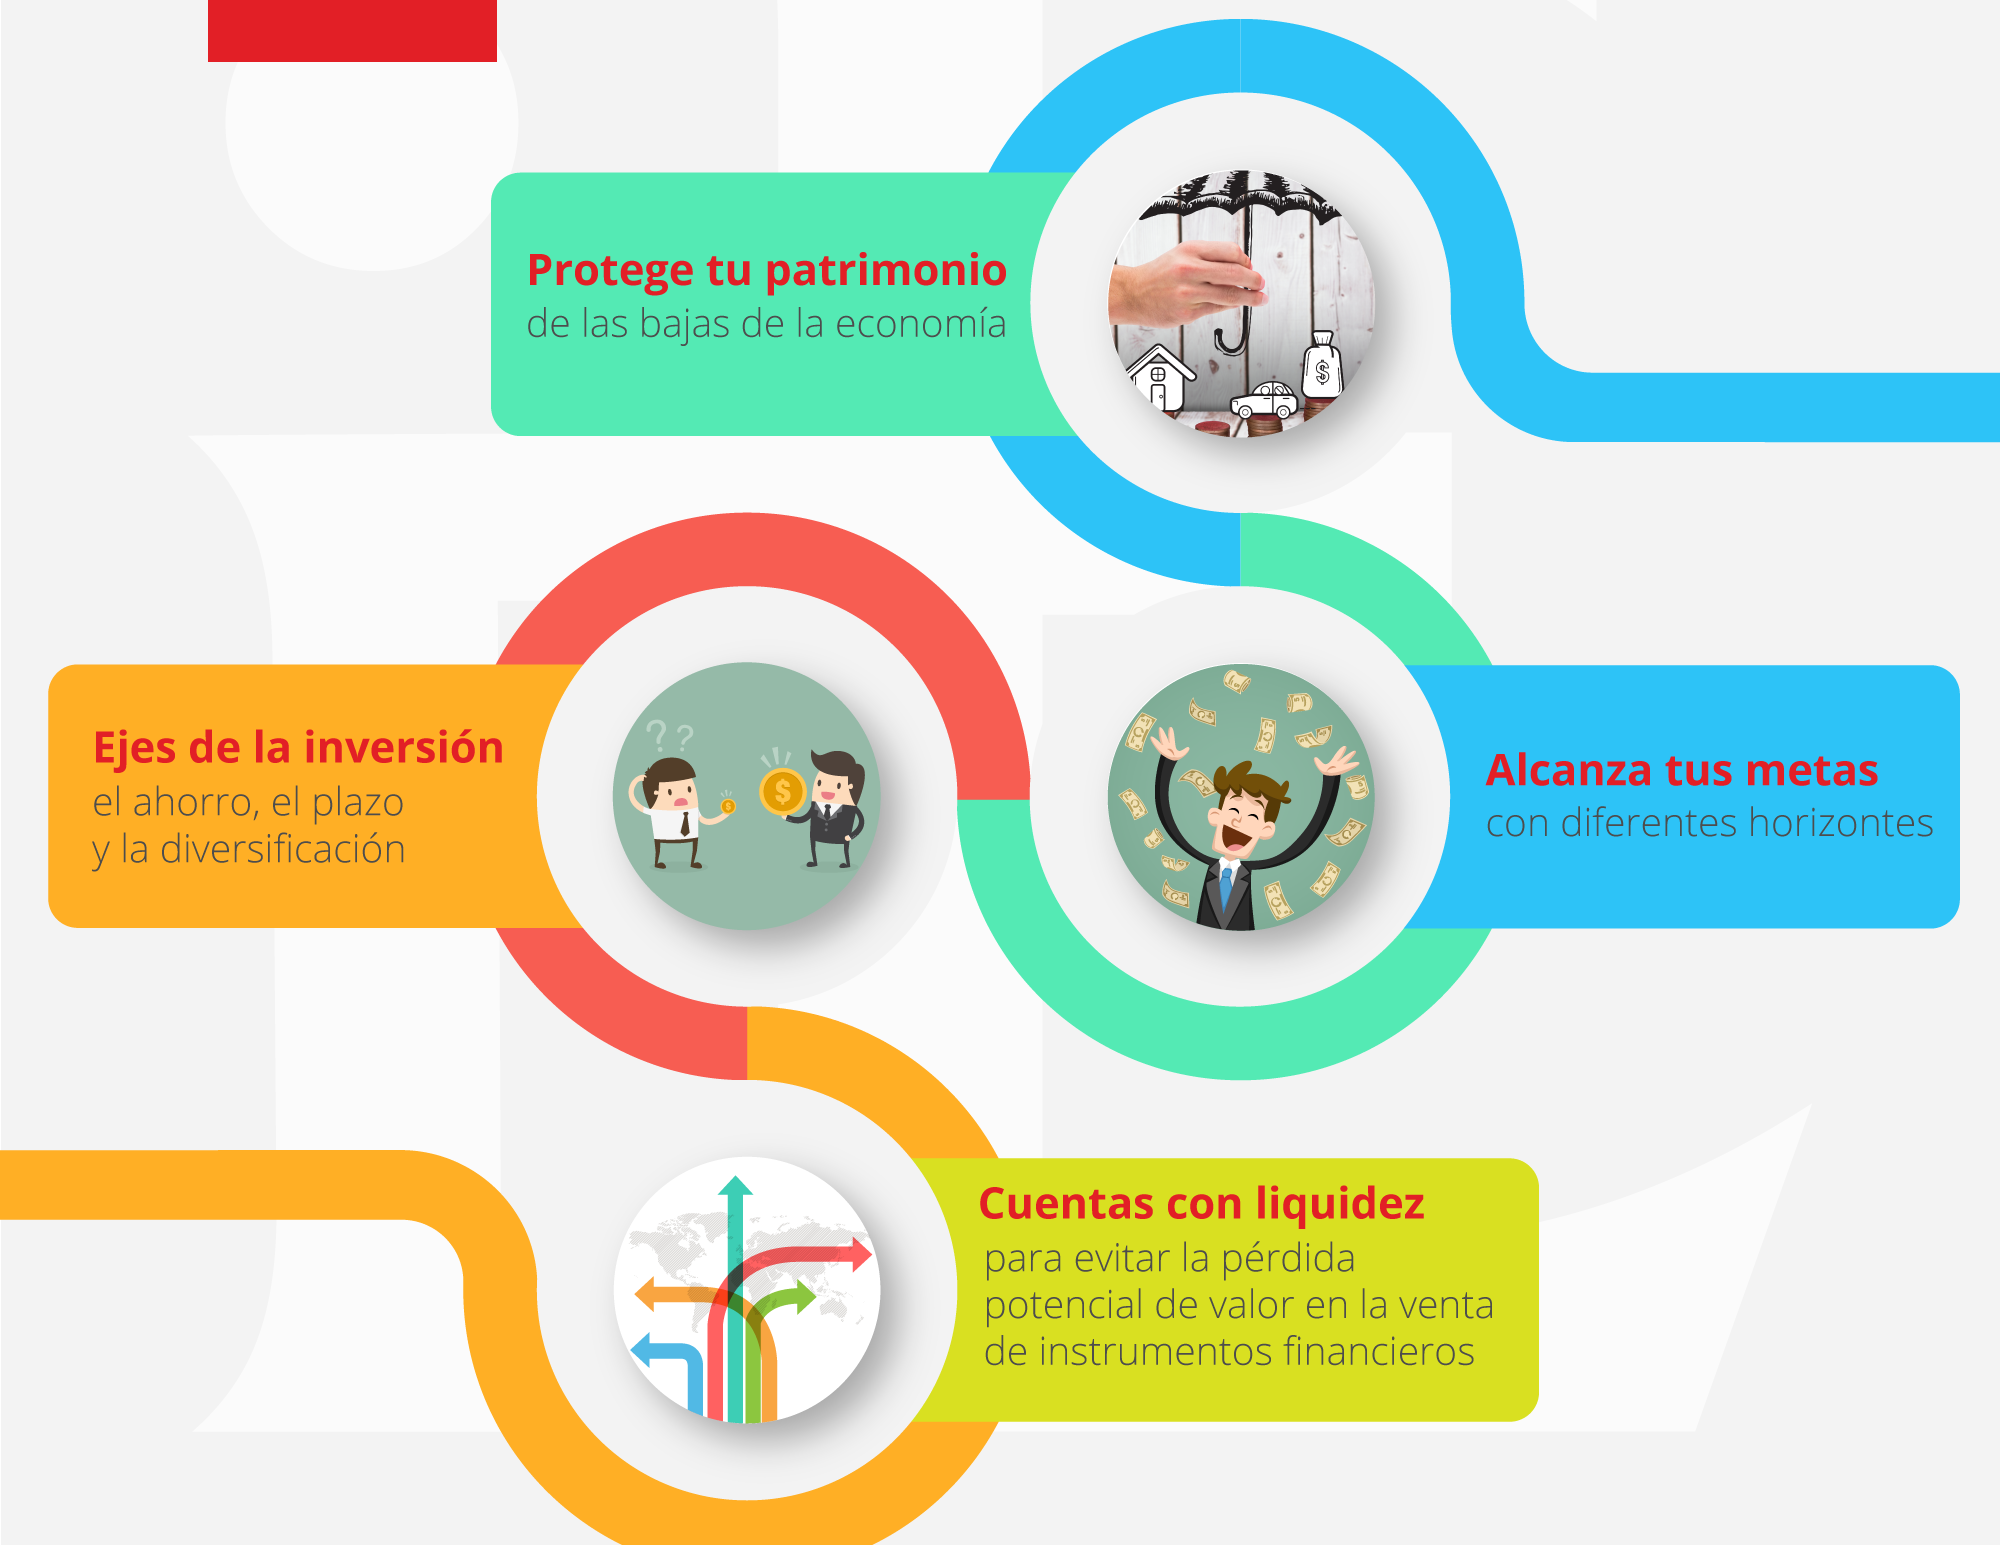 Protege tu patrimonio
de las bajas de la economía
Ejes de la inversión
el ahorro, el plazo
y la diversificación
Alcanza tus metas
con diferentes horizontes
Cuentas con liquidez
para evitar la pérdida
potencial de valor en la venta
de instrumentos financieros